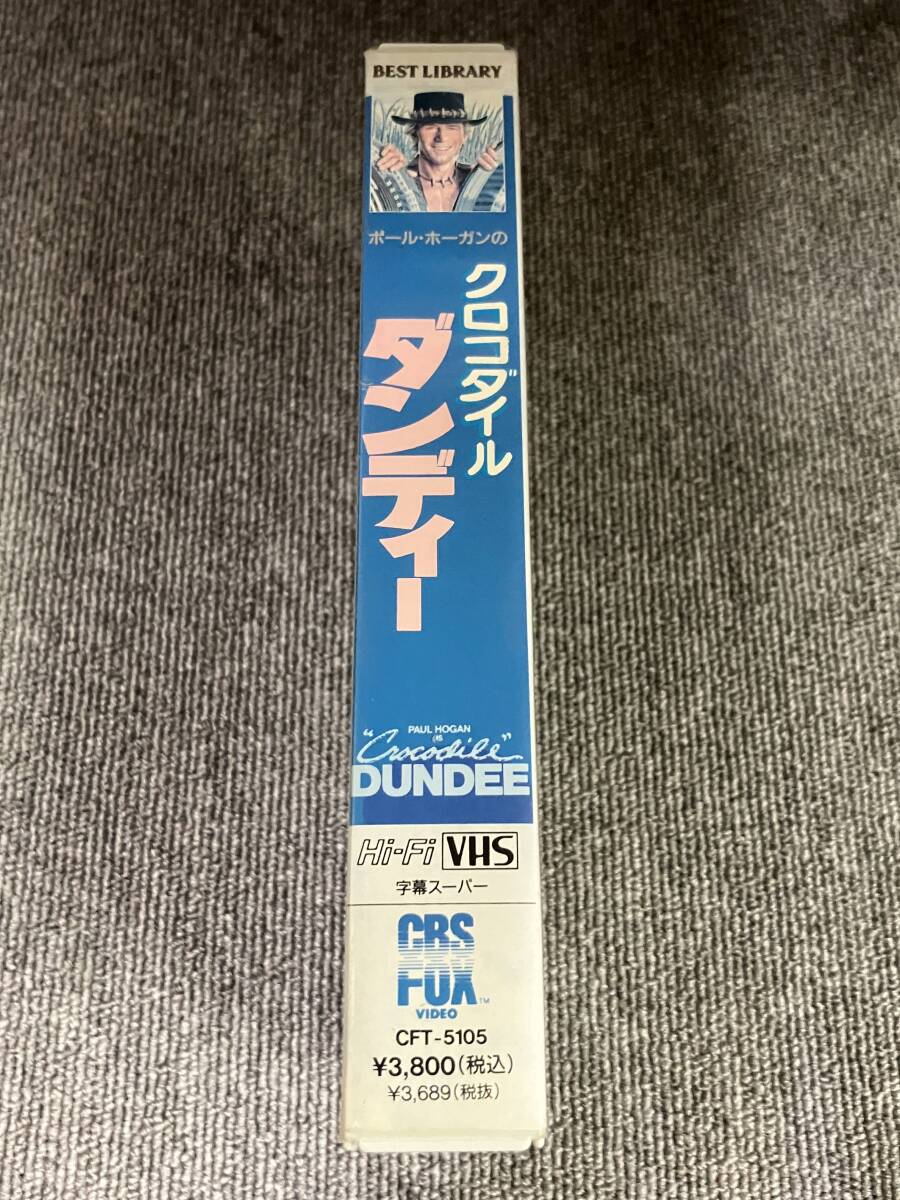 BEST LIBRARY
ポール・ホーガンの
クロコダイル
ダンディー
PAUL HOGAN
IS
"Crocodile"
DUNDEE
Hi-Fi VHS
字幕スーパー
CBS
FOX™
VIDEO
CFT-5105
¥3,800(税込)
¥3,689(税抜)